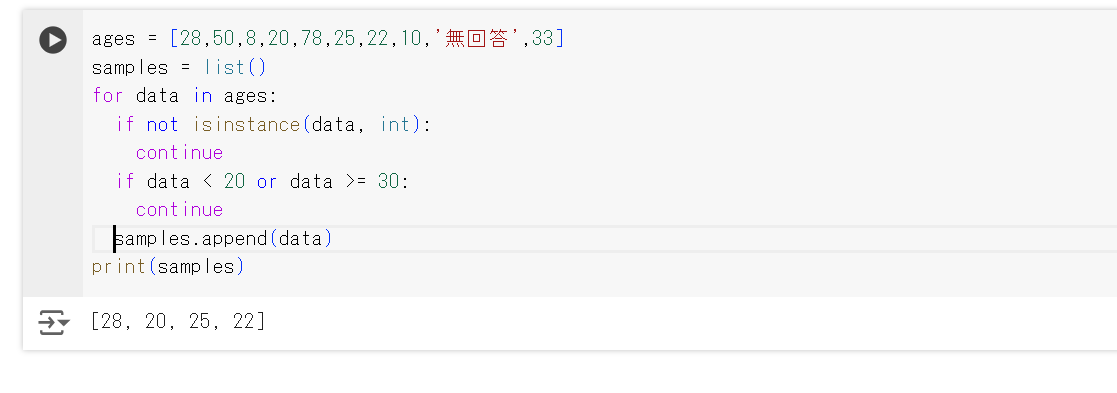 ages = [28,50,8,20,78,25,22,10,'無回答',33]
samples = list()
for data in ages:
  if not isinstance(data, int):
    continue
  if data < 20 or data >= 30:
    continue
  samples.append(data)
print(samples)
[28, 20, 25, 22]